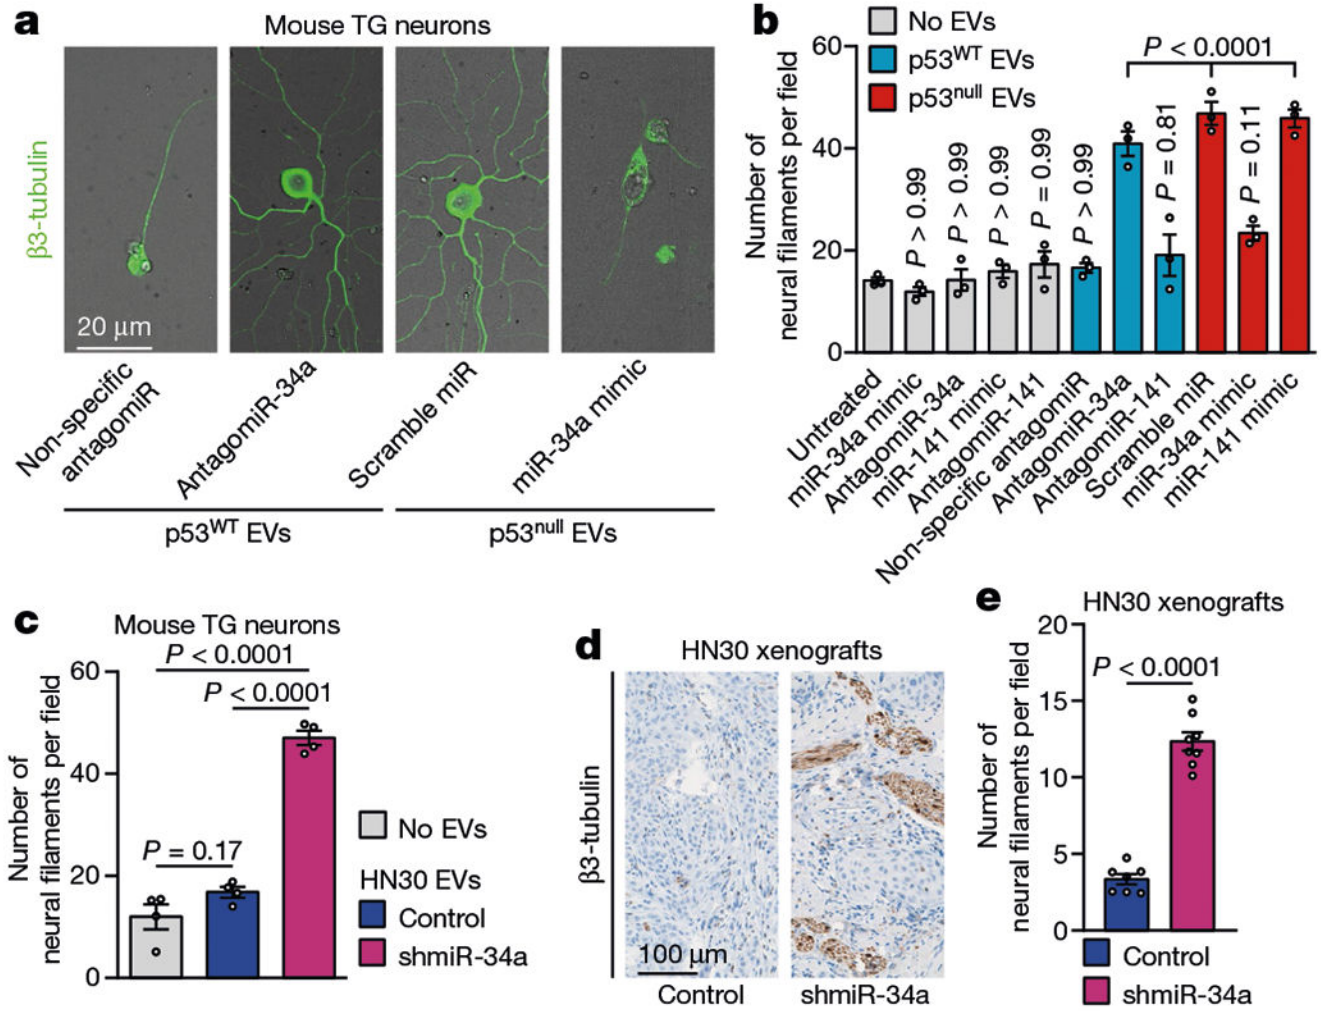 a
Mouse TG neurons
β3-tubulin
20 μm
Non-specific
antagomiR
AntagomiR-34a
Scramble miR
miR-34a mimic
p53WT EVs
p53null EVs
b
No EVs
p53WT EVs
p53null EVs
P < 0.0001
Number of
neural filaments per field
60
40
20
0
P > 0.99
P > 0.99
P > 0.99
P = 0.99
P > 0.99
P = 0.81
P = 0.11
Untreated
miR-34a mimic
AntagomiR-34a
miR-141 mimic
AntagomiR-141
Non-specific antagomiR
AntagomiR-34a
AntagomiR-141
Scramble miR
miR-34a mimic
miR-141 mimic
c
Mouse TG neurons
P < 0.0001
P < 0.0001
P = 0.17
Number of
neural filaments per field
60
40
20
0
No EVs
HN30 EVs
Control
shmiR-34a
d
HN30 xenografts
β3-tubulin
100 μm
Control
shmiR-34a
e
HN30 xenografts
P < 0.0001
Number of
neural filaments per field
20
15
10
5
0
Control
shmiR-34a